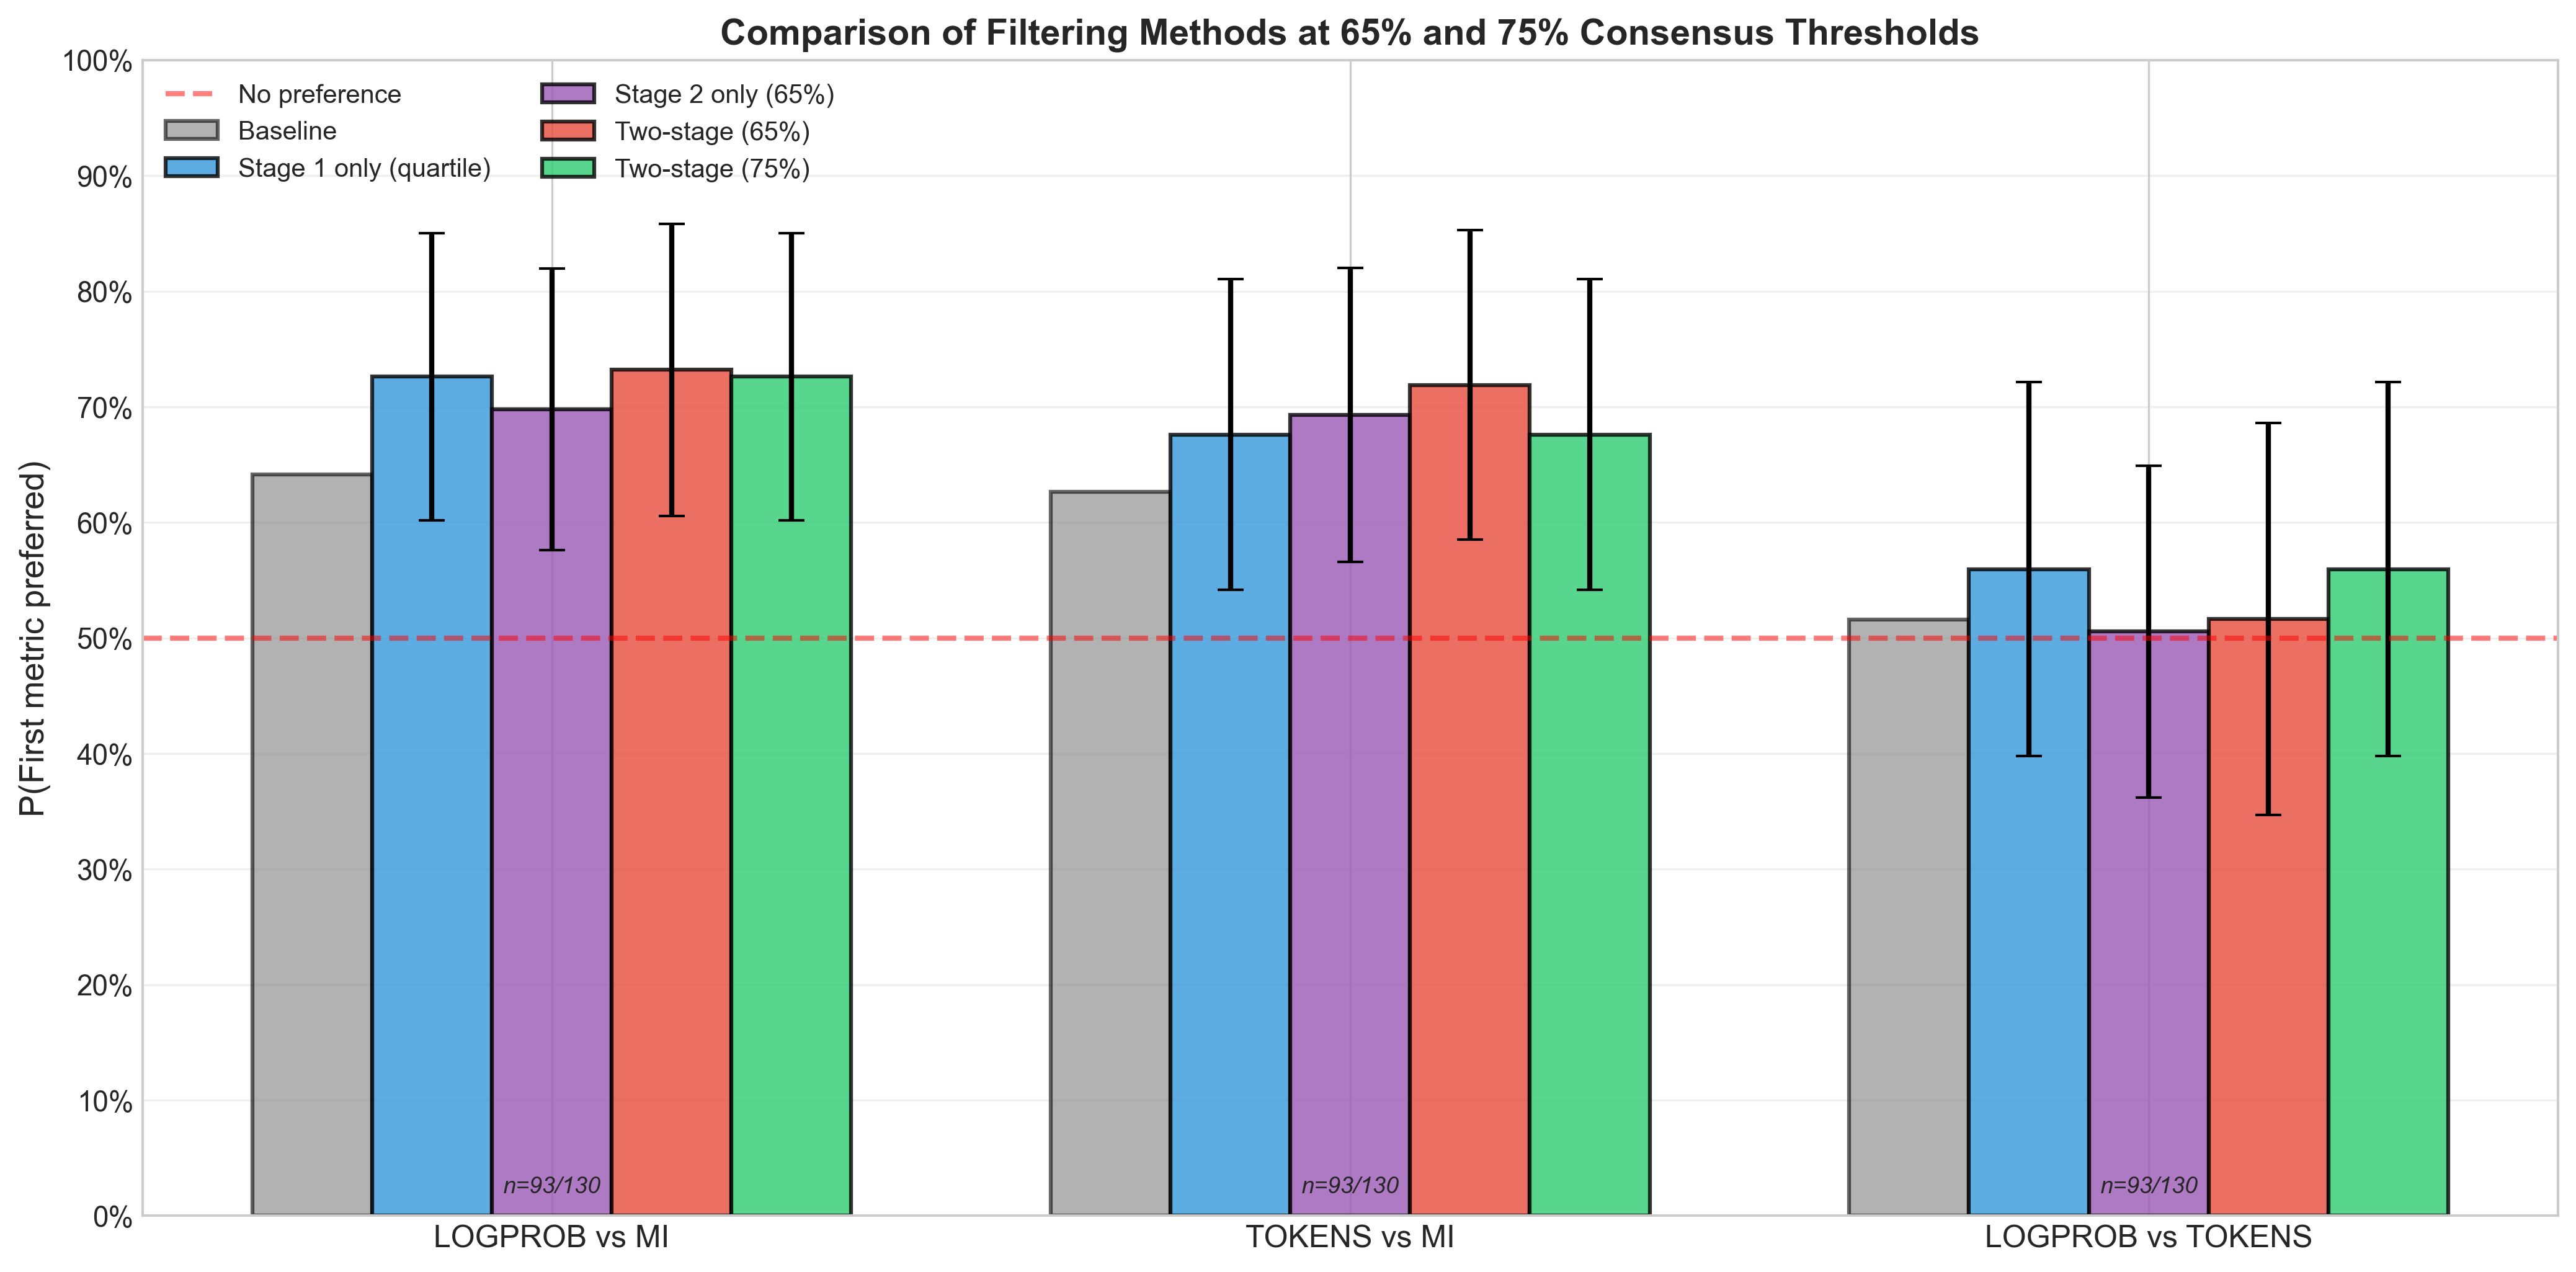 Comparison of Filtering Methods at 65% and 75% Consensus Thresholds
100%
90%
80%
70%
60%
50%
40%
30%
20%
10%
0%
P(First metric preferred)
No preference
Baseline
Stage 1 only (quartile)
Stage 2 only (65%)
Two-stage (65%)
Two-stage (75%)
n=93/130
n=93/130
n=93/130
LOGPROB vs MI
TOKENS vs MI
LOGPROB vs TOKENS